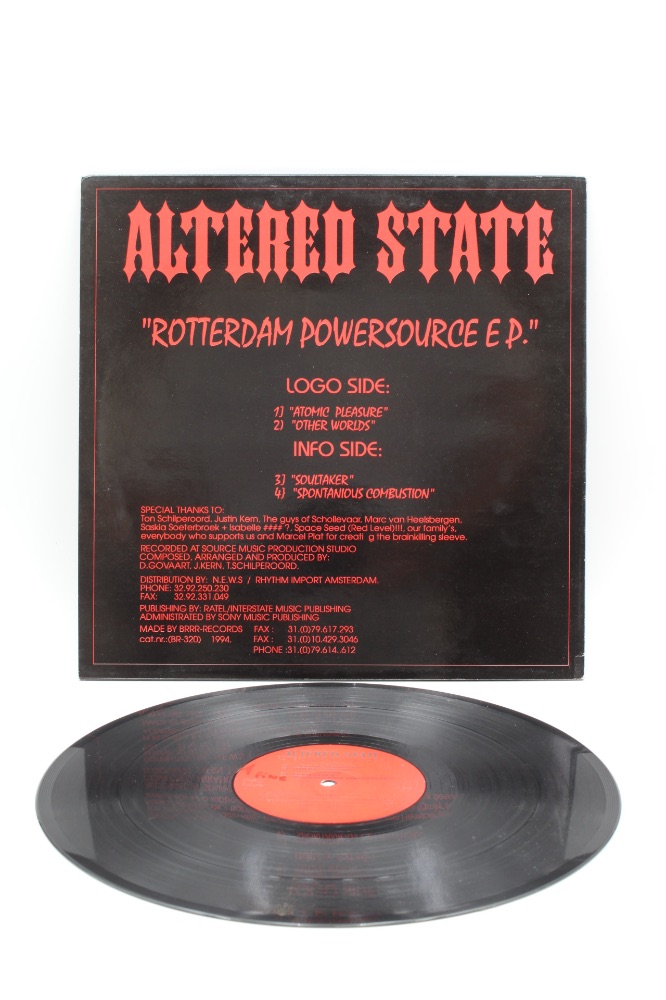 ALTERED STATE
"ROTTERDAM POWERSOURCE E P."
LOGO SIDE:
1] "ATOMIC PLEASURE"
2) "OTHER WORLDS"
INFO SIDE:
3] "SOULTAKER"
4} "SPONTANIOUS COMBUSTION"
SPECIAL THANKS TO:
Ton Schilperoord, Justin Kern, The guys of Schollevaar, Marc van Heelsbergen,
Saskia Soeterbroek + Isabelle #### ?, Space Seed (Red Level)!!!, our family's,
everybody who supports us and Marcel Plat for creati g the brainkilling sleeve.
RECORDED AT SOURCE MUSIC PRODUCTION STUDIO
COMPOSED, ARRANGED AND PRODUCED BY:
D.GOVAART, J.KERN, T.SCHILPEROORD.
DISTRIBUTION BY: N.E.W.S / RHYTHM IMPORT AMSTERDAM.
PHONE: 32.92.250.230
FAX: 32.92.331.049
PUBLISHING BY: RATEL/INTERSTATE MUSIC PUBLISHING
ADMINISTRATED BY SONY MUSIC PUBLISHING
MADE BY BRRR-RECORDS FAX : 31.(0)79.617.293
cat.nr.:(BR-320) 1994. FAX : 31.(0)10.429.3046
PHONE :31.(0)79.614..612